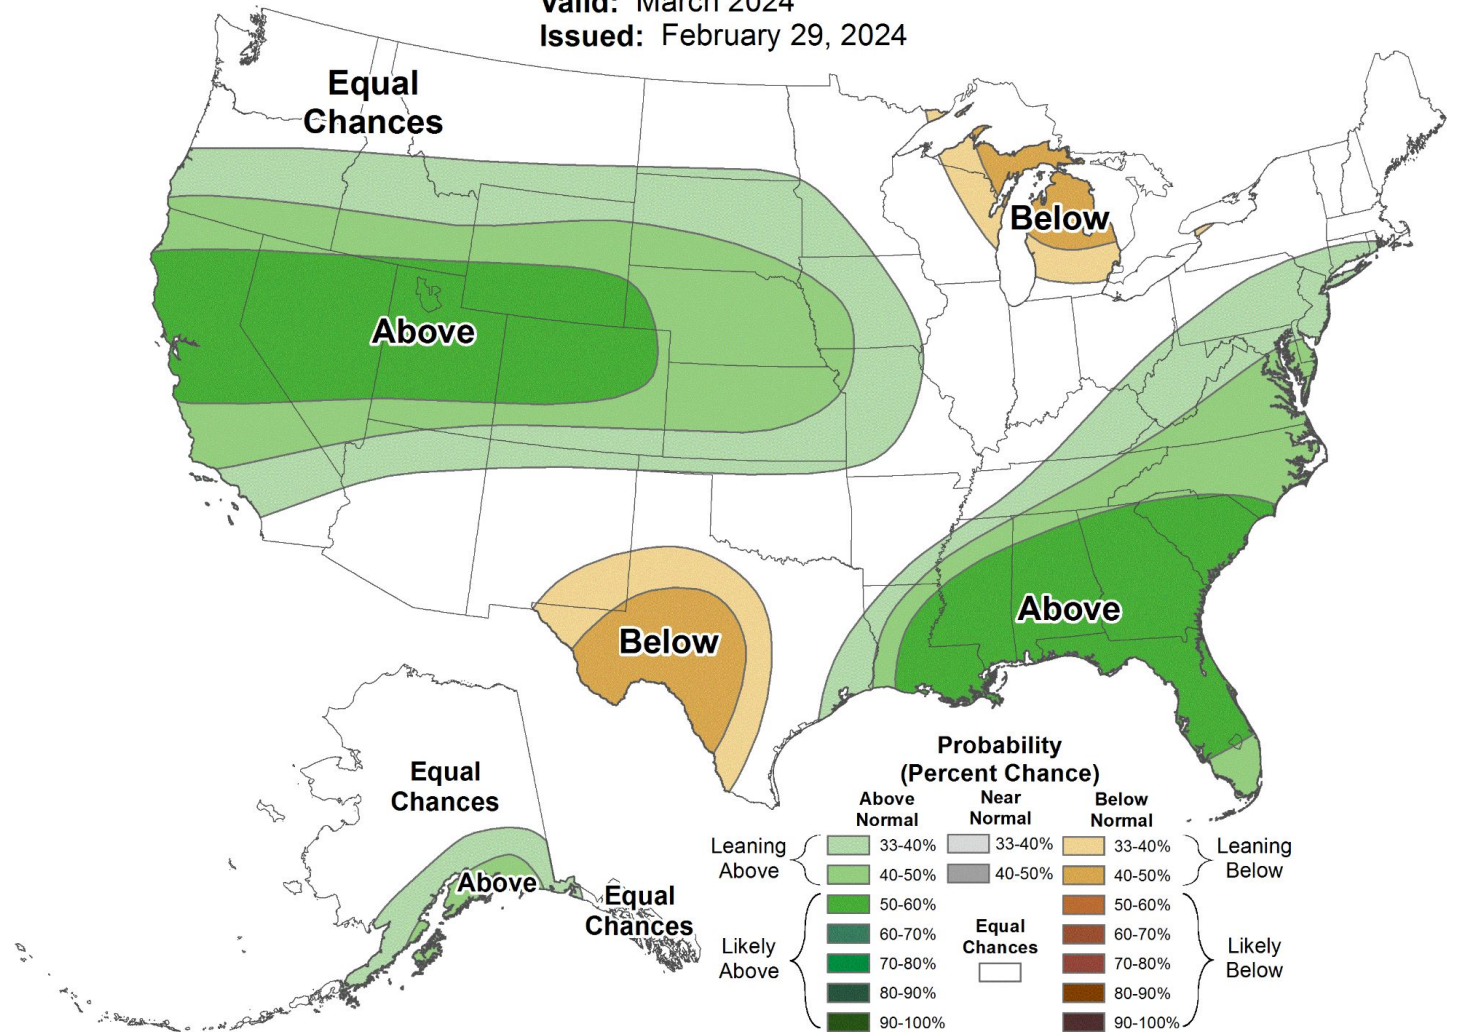 Valid: March 2024
Issued: February 29, 2024
Equal
Chances
Above
Below
Below
Above
Equal
Chances
Above
Equal
Chances
Probability
(Percent Chance)
Above
Normal
Near
Normal
Below
Normal
Leaning
Above
33-40%
33-40%
33-40%
Leaning
Below
40-50%
40-50%
40-50%
Likely
Above
50-60%
50-60%
60-70%
60-70%
70-80%
70-80%
80-90%
80-90%
90-100%
90-100%
Equal
Chances
Likely
Below